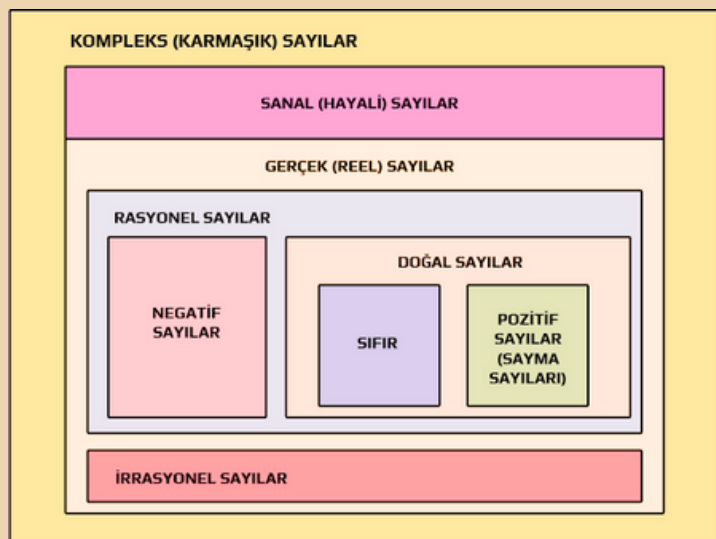 KOMPLEKS (KARMAŞIK) SAYILAR
SANAL (HAYALİ) SAYILAR
GERÇEK (REEL) SAYILAR
RASYONEL SAYILAR
NEGATİF
SAYILAR
DOĞAL SAYILAR
SIFIR
POZİTİF
SAYILAR
(SAYMA
SAYILARI)
İRRASYONEL SAYILAR